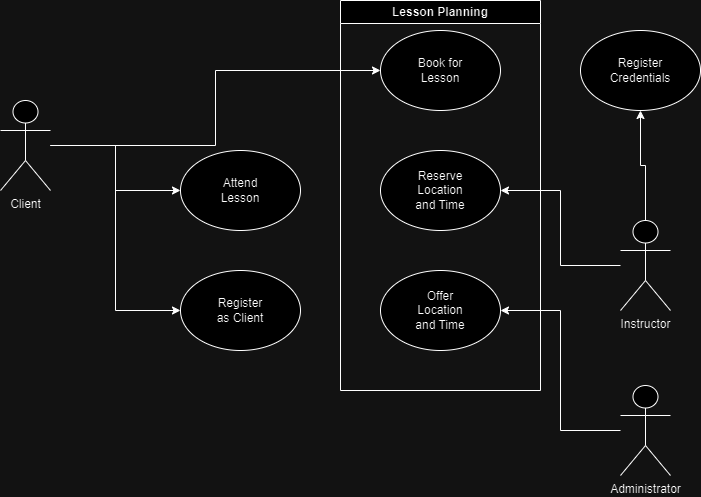 Lesson Planning
Book for
Lesson
Register
Credentials
Attend
Lesson
Reserve
Location
and Time
Client
Register
as Client
Offer
Location
and Time
Instructor
Administrator